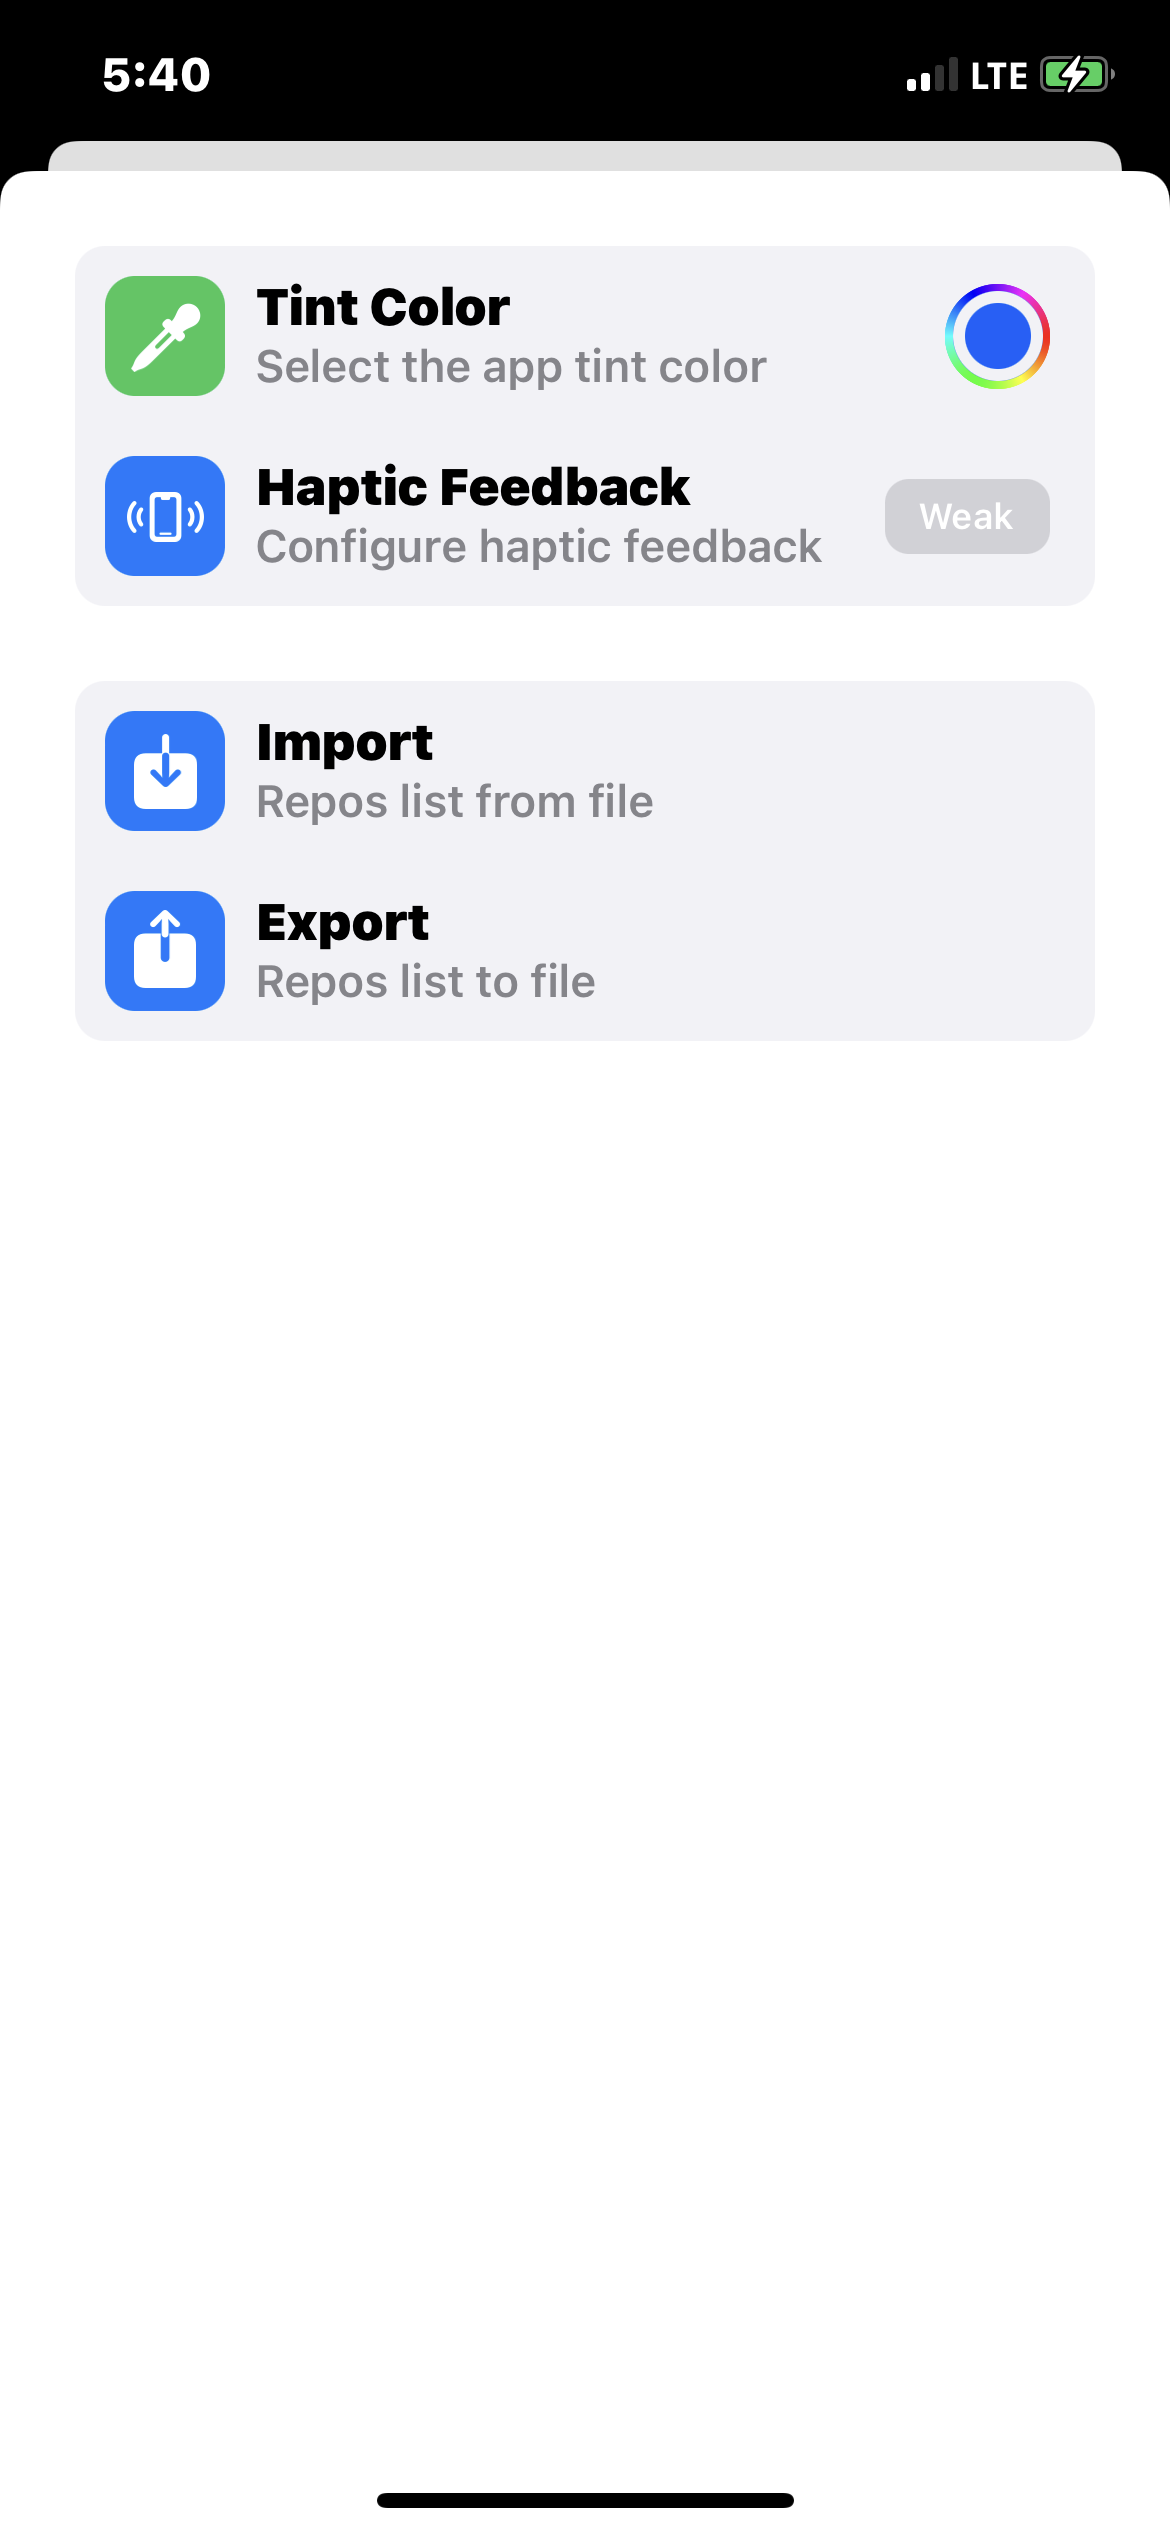 5:40
LTE
Tint Color
Select the app tint color
Haptic Feedback
Configure haptic feedback
Weak
Import
Repos list from file
Export
Repos list to file